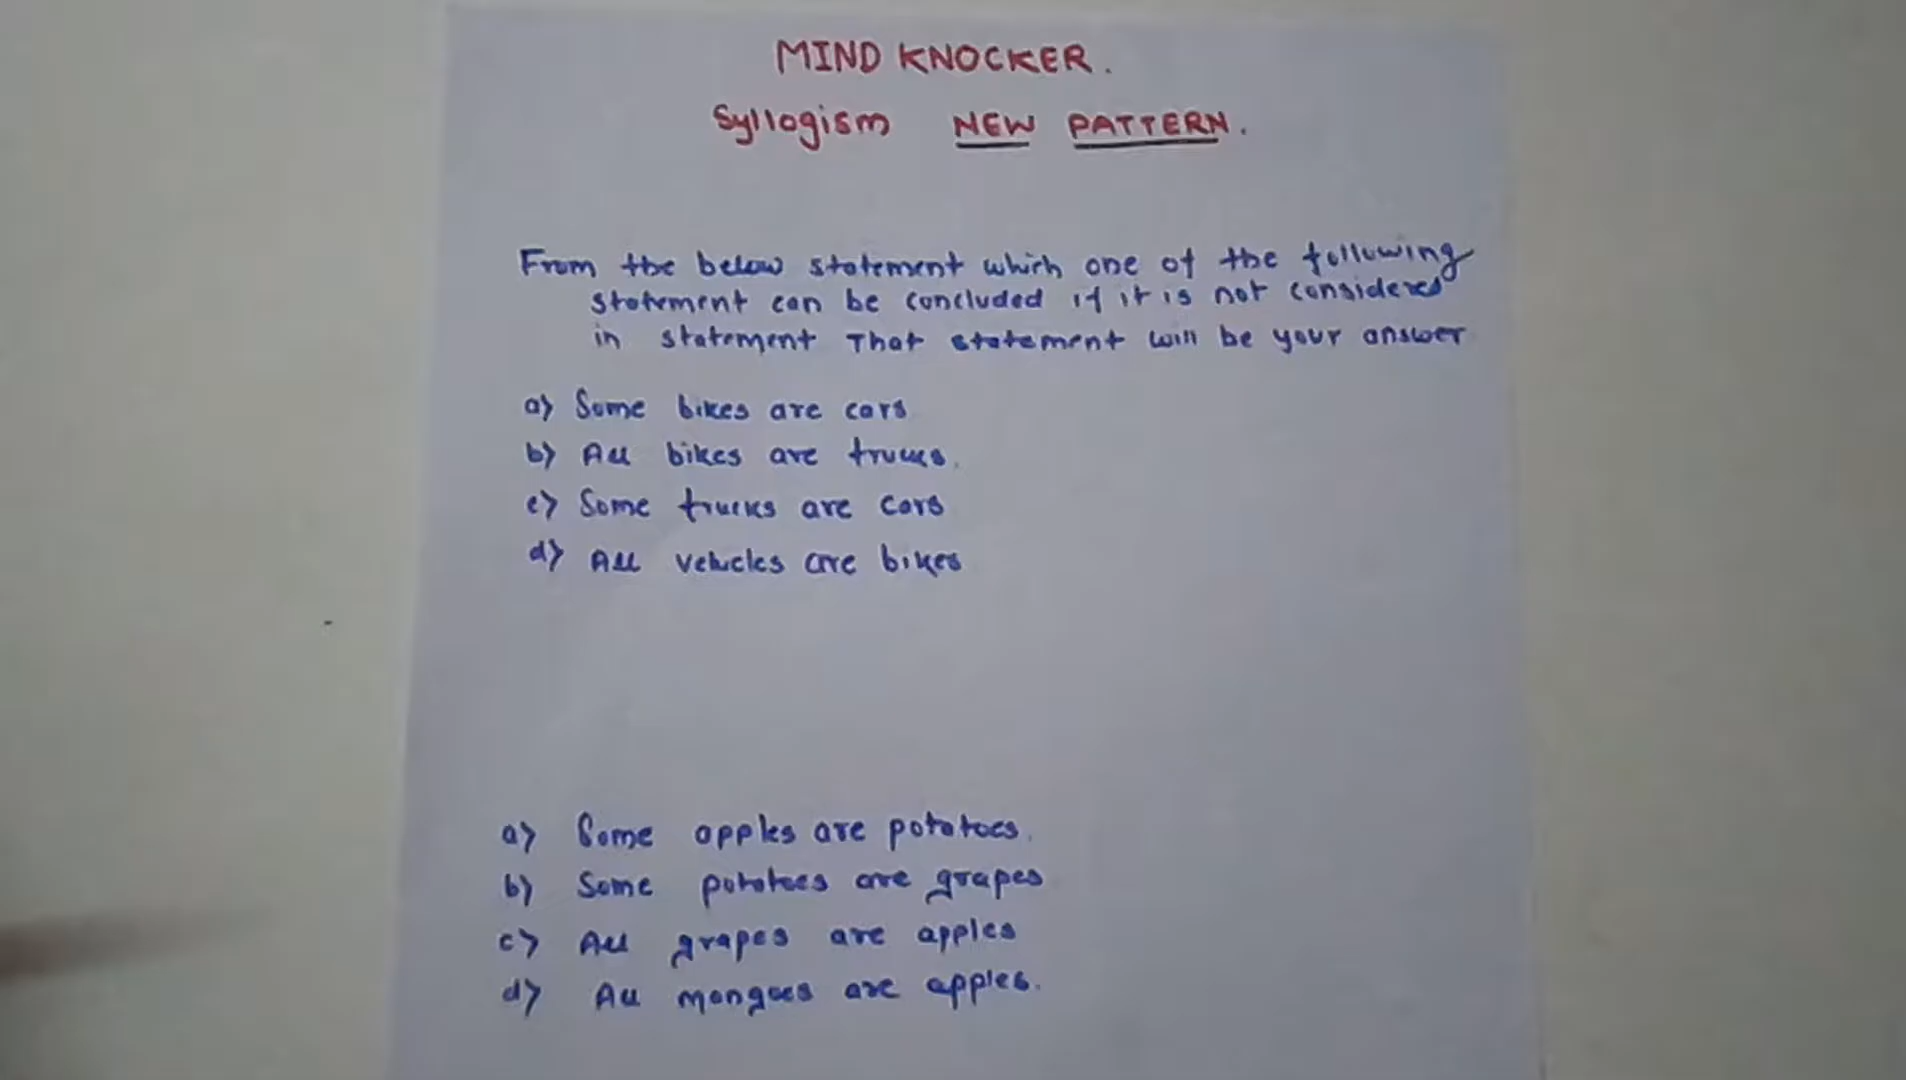 MIND KNOCKER.
Syllogism NEW PATTERN.
From the below statement which one of the following
statement can be concluded if it is not considered
in statement That statement will be your answer
a) Some bikes are cars
b) All bikes are trucks.
c) Some trucks are cars
d) All vehicles are bikes
a) Some apples are potatoes.
b) Some potatoes are grapes
c) All grapes are apples
d) All mangoes are apples.